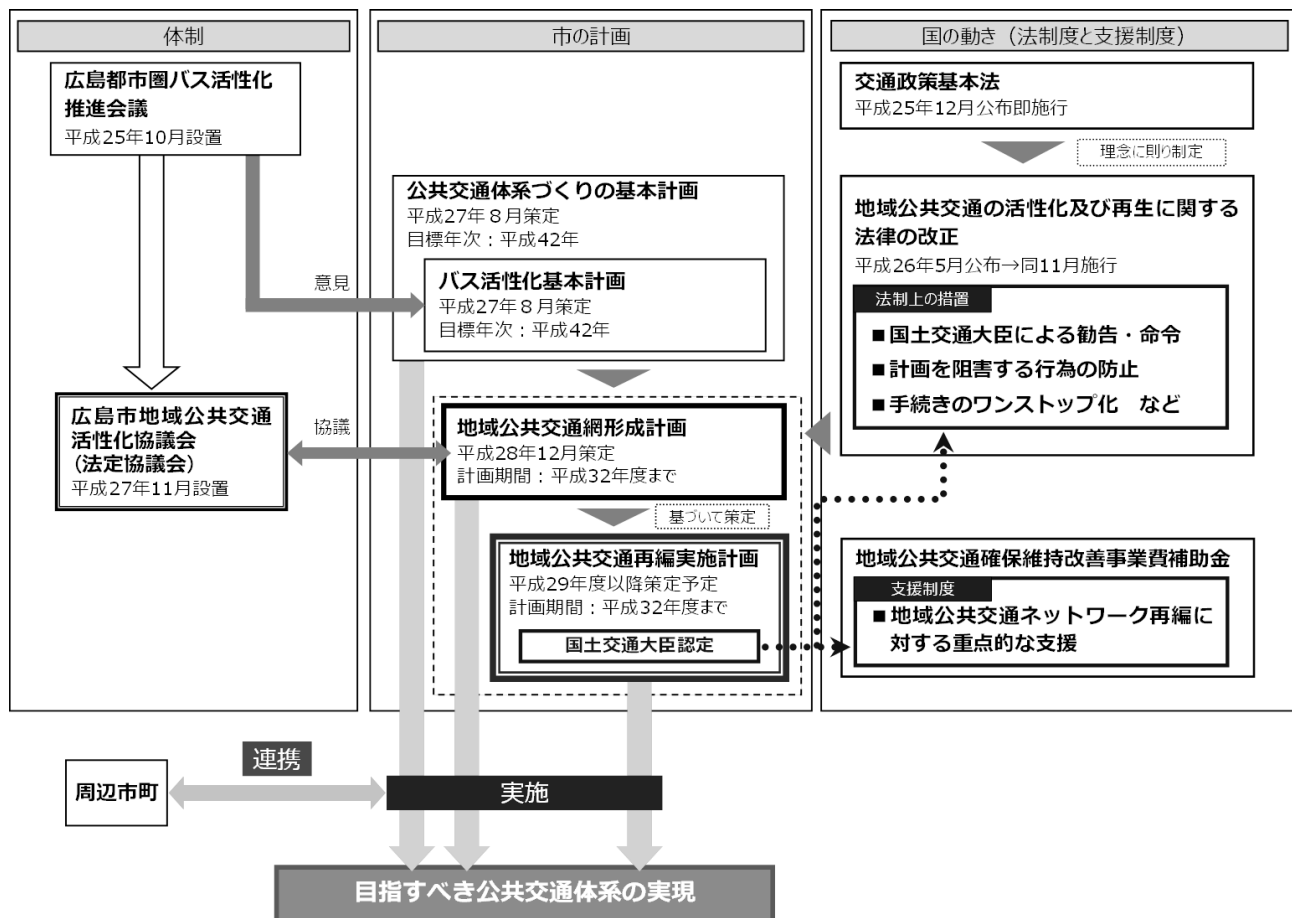 体制
広島都市圏バス活性化
推進会議
平成25年10月設置
意見
広島市地域公共交通
活性化協議会
（法定協議会）
平成27年11月設置
協議
市の計画
公共交通体系づくりの基本計画
平成27年８月策定
目標年次：平成42年
バス活性化基本計画
平成27年８月策定
目標年次：平成42年
地域公共交通網形成計画
平成28年12月策定
計画期間：平成32年度まで
基づいて策定
地域公共交通再編実施計画
平成29年度以降策定予定
計画期間：平成32年度まで
国土交通大臣認定
国の動き（法制度と支援制度）
交通政策基本法
平成25年12月公布即施行
理念に則り制定
地域公共交通の活性化及び再生に関する
法律の改正
平成26年5月公布→同11月施行
法制上の措置
■国土交通大臣による勧告・命令
■計画を阻害する行為の防止
■手続きのワンストップ化　など
地域公共交通確保維持改善事業費補助金
支援制度
■地域公共交通ネットワーク再編に
対する重点的な支援
周辺市町
連携
実施
目指すべき公共交通体系の実現